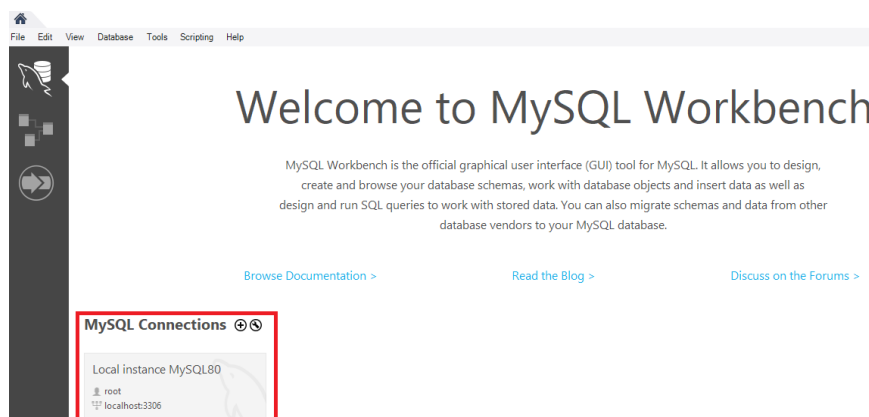 File Edit View Database Tools Scripting Help
Welcome to MySQL Workbench
MySQL Workbench is the official graphical user interface (GUI) tool for MySQL. It allows you to design,
create and browse your database schemas, work with database objects and insert data as well as
design and run SQL queries to work with stored data. You can also migrate schemas and data from other
database vendors to your MySQL database.
Browse Documentation > Read the Blog > Discuss on the Forums >
MySQL Connections
Local instance MySQL80
root
localhost:3306